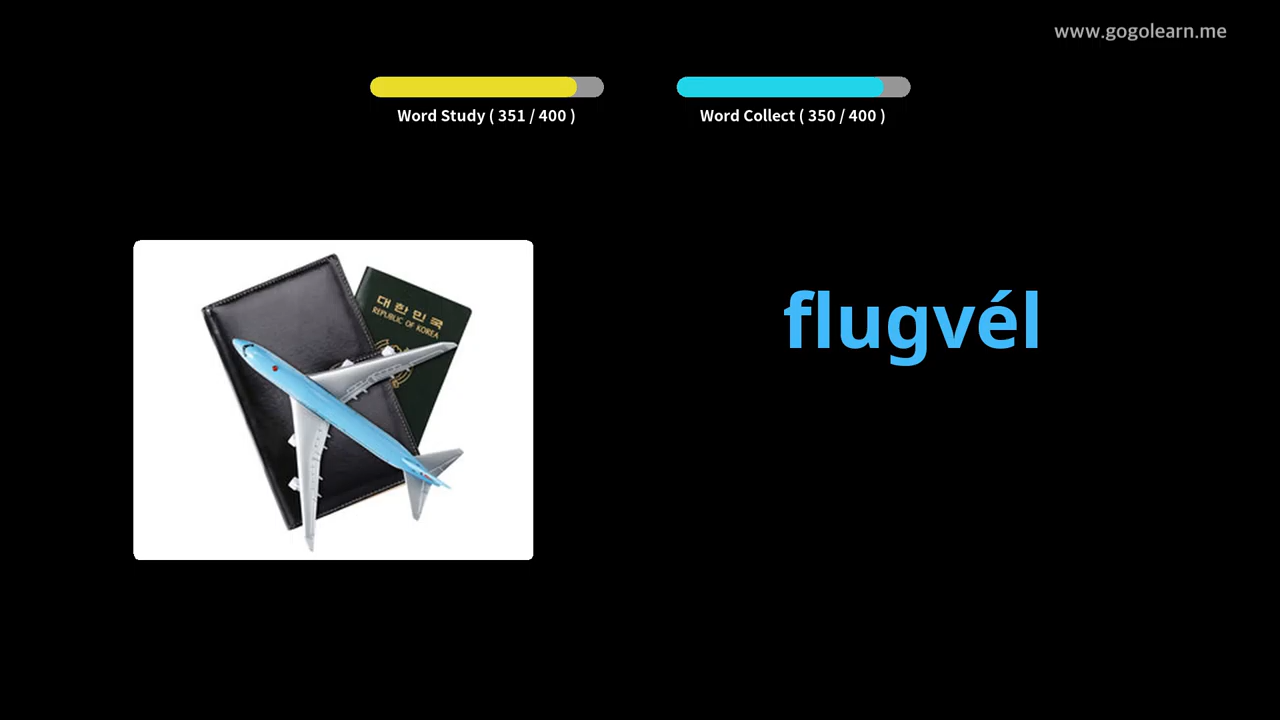 www.gogolearn.me
Word Study ( 351 / 400 )
Word Collect ( 350 / 400 )
flugvél
대한민국
REPUBLIC OF KOREA